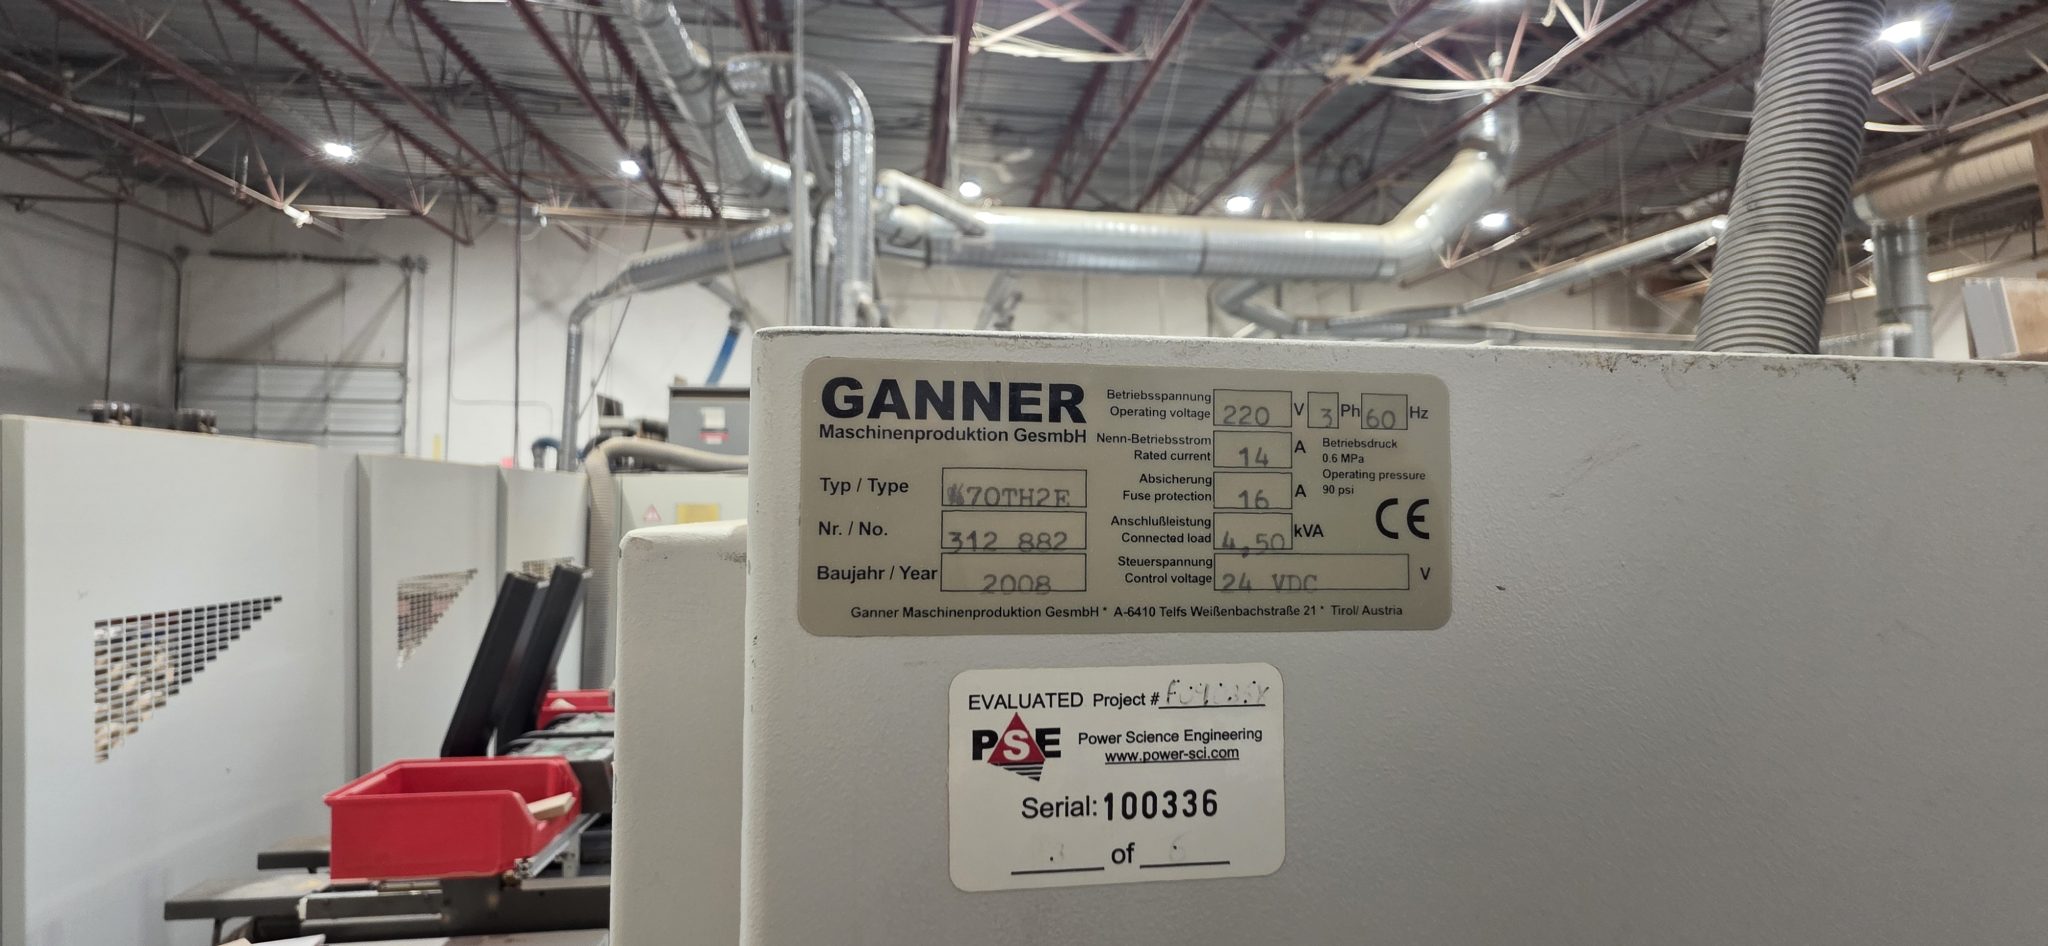 GANNER
Maschinenproduktion GesmbH
Typ / Type 70TH2E
Nr. / No. 312 882
Baujahr / Year 2008
Betriebsspannung
Operating voltage 220 V 3 Ph 60 Hz
Nenn-Betriebsstrom
Rated current 14 A
Absicherung
Fuse protection 16 A
Anschlußleistung
Connected load 4,50 kVA
Steuerspannung
Control voltage 24 VDC V
Betriebsdruck
0.6 MPa
Operating pressure
90 psi
CE
Ganner Maschinenproduktion GesmbH * A-6410 Telfs Weißenbachstraße 21 * Tirol/ Austria
EVALUATED Project #
PSE
Power Science Engineering
www.power-sci.com
Serial: 100336
of